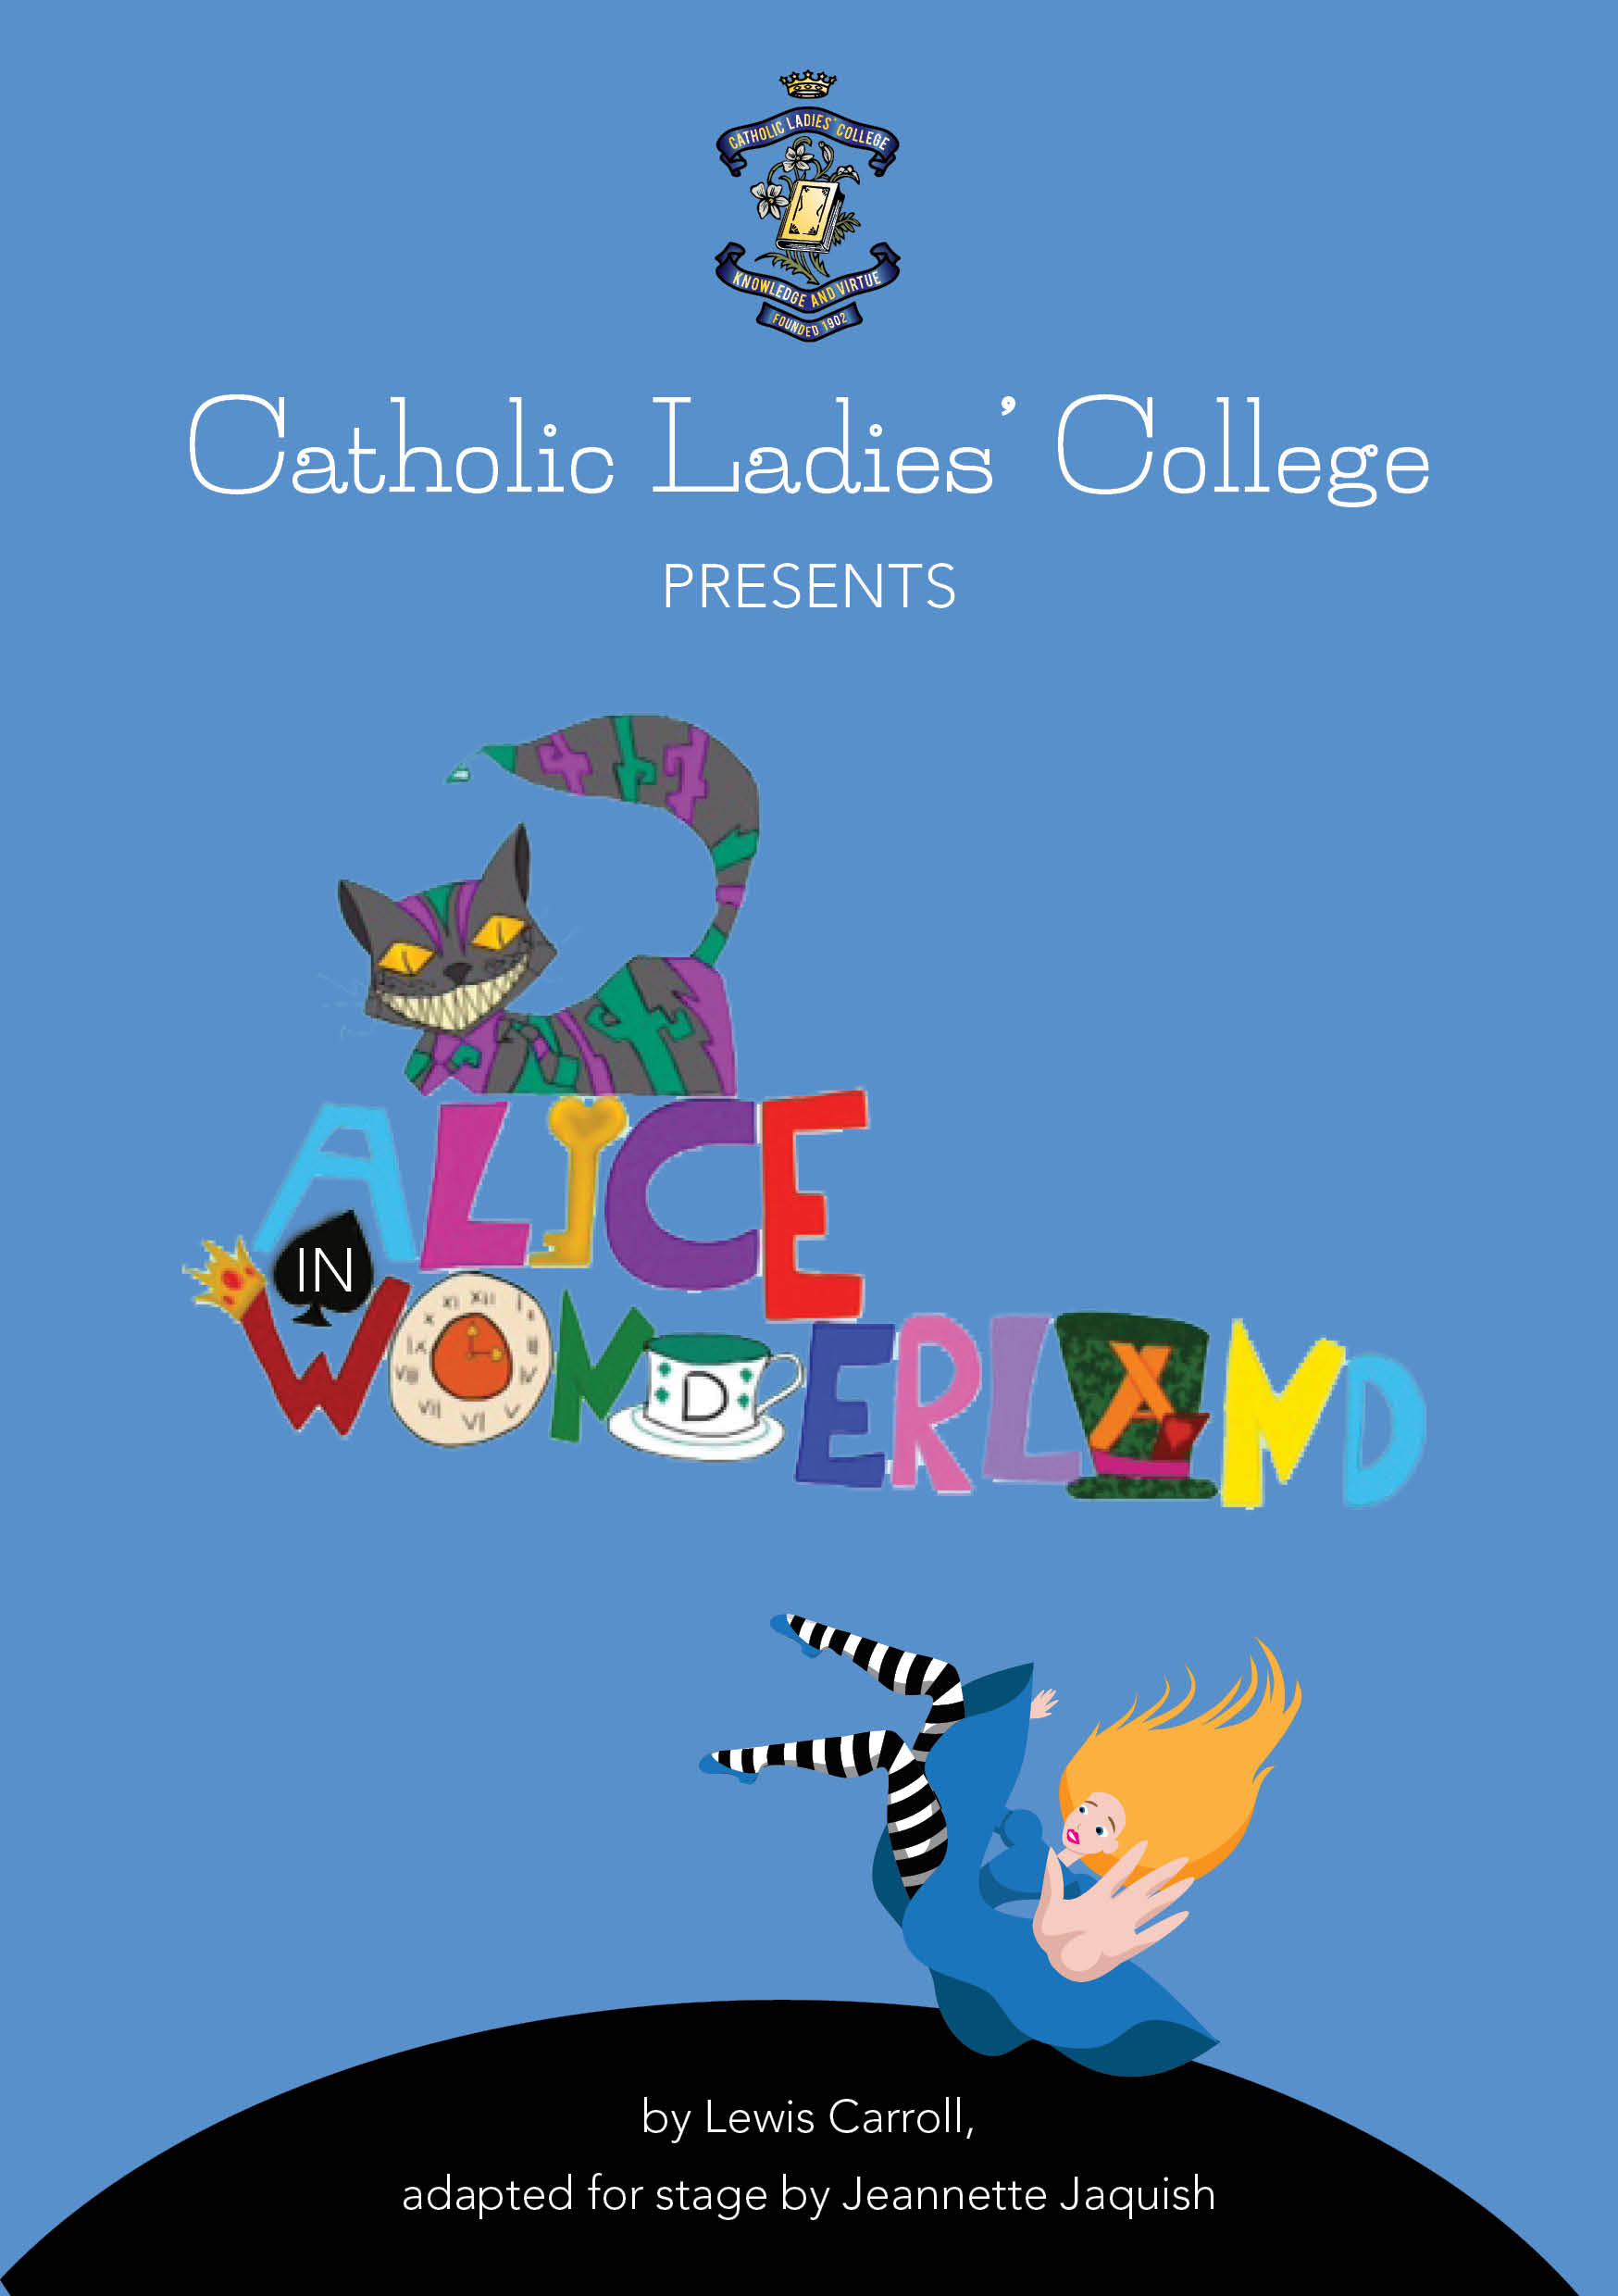 CATHOLIC LADIES' COLLEGE
KNOWLEDGE AND VIRTUE
FOUNDED 1902
Catholic Ladies’ College
PRESENTS
ALICE
IN
WONDERLAND
by Lewis Carroll,
adapted for stage by Jeannette Jaquish